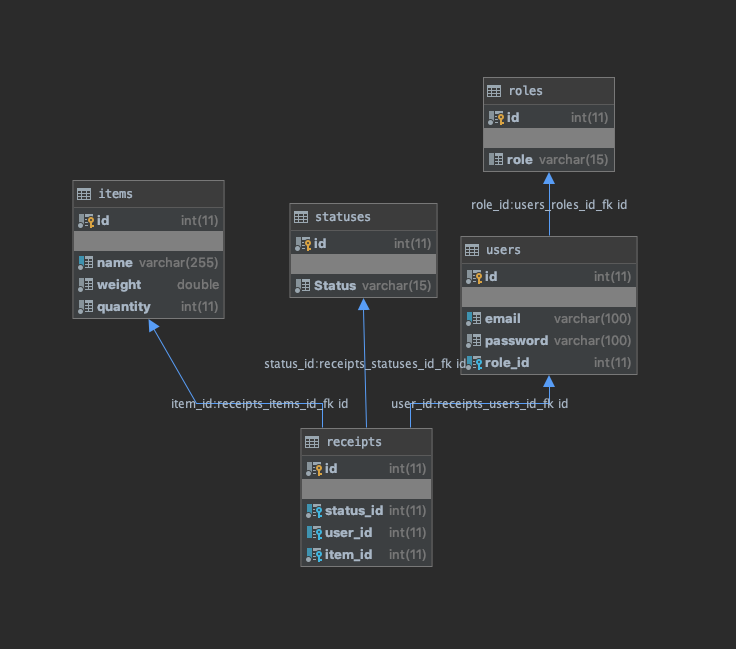 roles
id int(11)
role varchar(15)
role_id:users_roles_id_fk id
items
id int(11)
name varchar(255)
weight double
quantity int(11)
statuses
id int(11)
Status varchar(15)
users
id int(11)
email varchar(100)
password varchar(100)
role_id int(11)
status_id:receipts_statuses_id_fk id
item_id:receipts_items_id_fk id
user_id:receipts_users_id_fk id
receipts
id int(11)
status_id int(11)
user_id int(11)
item_id int(11)